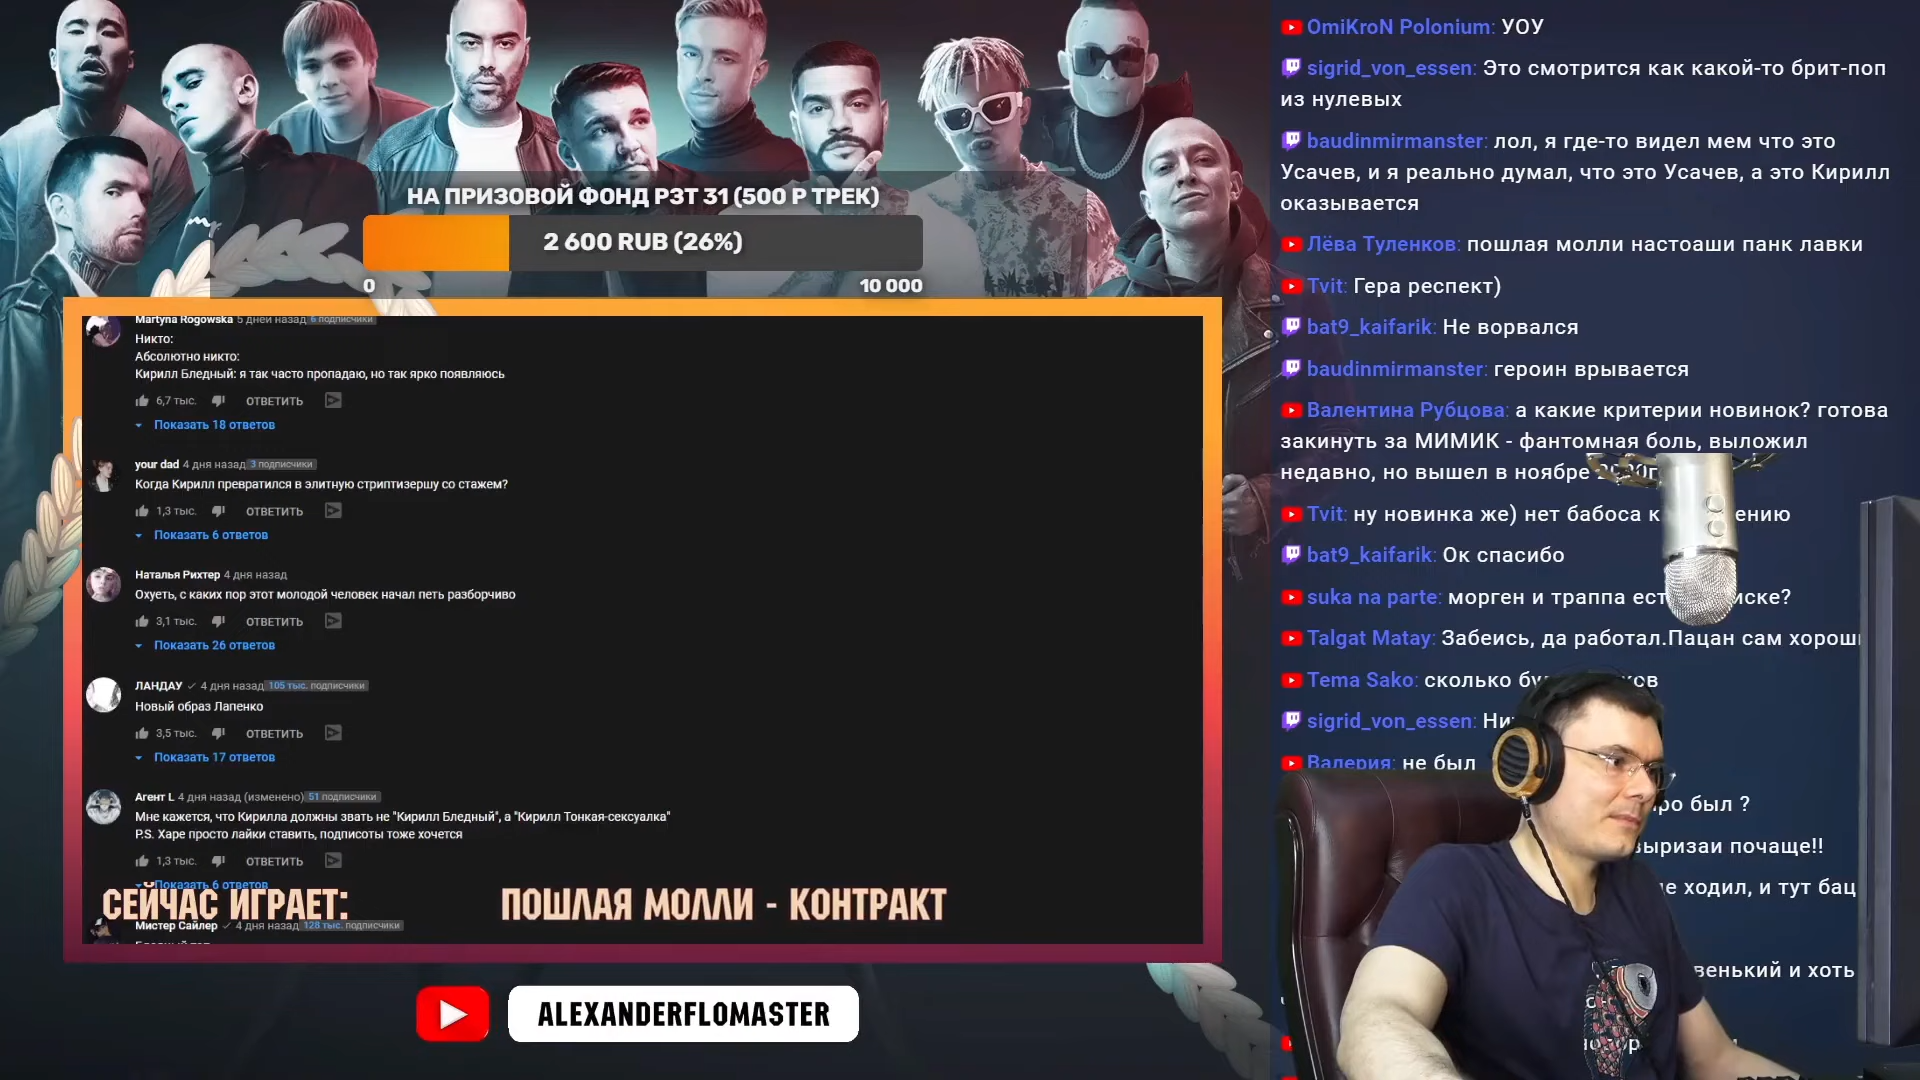 НА ПРИЗОВОЙ ФОНД РЗТ 31 (500 Р ТРЕК)
2 600 RUB (26%)
0
10 000
Martyna Rogowska 5 дней назад 6 подписчики
Никто:
Абсолютно никто:
Кирилл Бледный: я так часто пропадаю, но так ярко появляюсь
6,7 тыс. ОТВЕТИТЬ
Показать 18 ответов
your dad 4 дня назад 3 подписчики
Когда Кирилл превратился в элитную стриптизершу со стажем?
1,3 тыс. ОТВЕТИТЬ
Показать 6 ответов
Наталья Рихтер 4 дня назад
Охуеть, с каких пор этот молодой человек начал петь разборчиво
3,1 тыс. ОТВЕТИТЬ
Показать 26 ответов
ЛАНДАУ 4 дня назад 105 тыс. подписчики
Новый образ Лапенко
3,5 тыс. ОТВЕТИТЬ
Показать 17 ответов
Агент L 4 дня назад (изменено) 51 подписчики
Мне кажется, что Кирилла должны звать не "Кирилл Бледный", а "Кирилл Тонкая-сексуалка"
P.S. Харе просто лайки ставить, подписоты тоже хочется
1,3 тыс. ОТВЕТИТЬ
Показать 6 ответов
СЕЙЧАС ИГРАЕТ: ПОШЛАЯ МОЛЛИ - КОНТРАКТ
Мистер Сайлер 4 дня назад 128 тыс. подписчики
ALEXANDERFLOMASTER
OmiKroN Polonium: УОУ
sigrid_von_essen: Это смотрится как какой-то брит-поп
из нулевых
baudinmirmanster: лол, я где-то видел мем что это
Усачев, и я реально думал, что это Усачев, а это Кирилл
оказывается
Лёва Туленков: пошлая молли настоаши панк лавки
Tvit: Гера респект)
bat9_kaifarik: Не ворвался
baudinmirmanster: героин врывается
Валентина Рубцова: а какие критерии новинок? готова
закинуть за МИМИК - фантомная боль, выложил
недавно, но вышел в ноябре
Tvit: ну новинка же) нет бабоса к
bat9_kaifarik: Ок спасибо
suka na parte: морген и траппа
Talgat Matay: Забеись, да работал.Пацан сам
Tema Sako: сколько
sigrid_von_essen:
Валерия: не был
был ?
почаще!!
ходил, и тут бац
и хоть